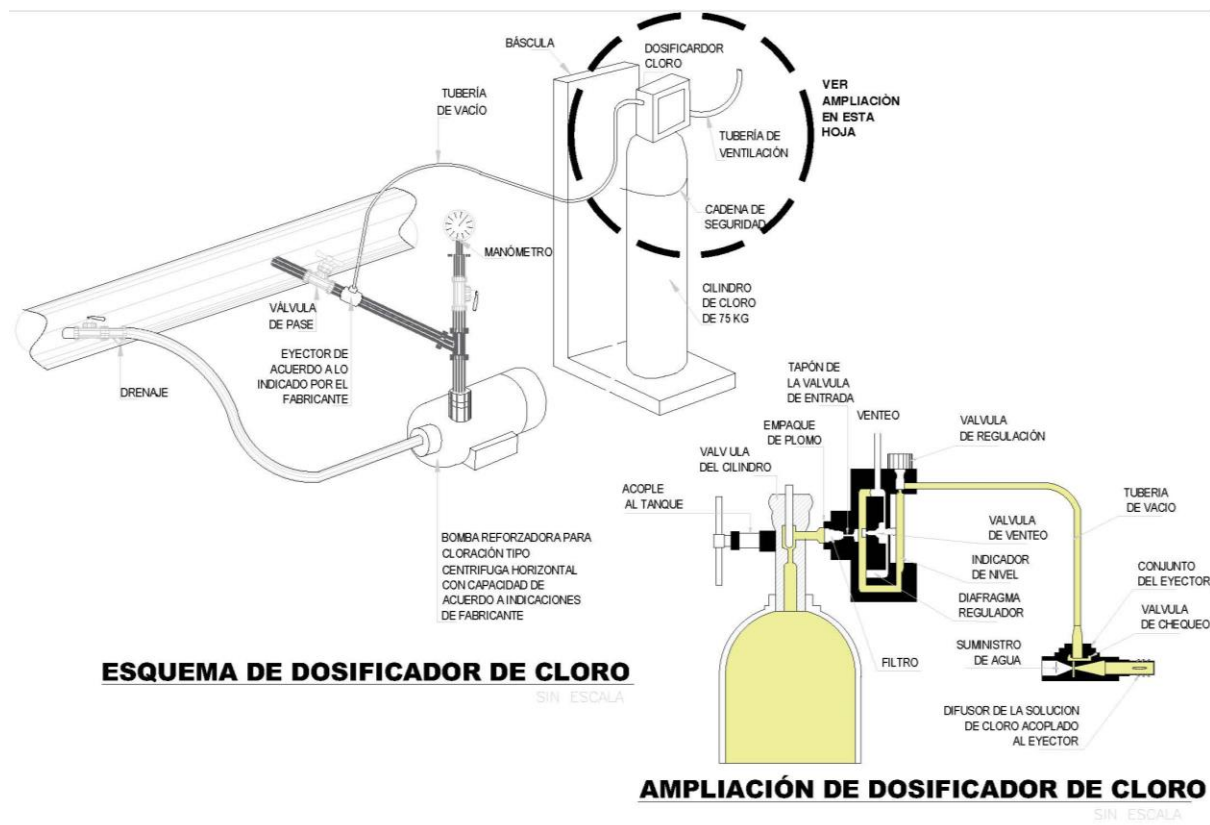 BÁSCULA
DOSIFICARDOR
CLORO
VER
AMPLIACIÒN
EN ESTA
HOJA
TUBERÍA
DE VACÍO
TUBERÍA DE
VENTILACIÓN
CADENA DE
SEGURIDAD
MANÓMETRO
VÁLVULA
DE PASE
CILINDRO
DE CLORO
DE 75 KG
EYECTOR DE
ACUERDO A LO
INDICADO POR EL
FABRICANTE
DRENAJE
BOMBA REFORZADORA PARA
CLORACIÓN TIPO
CENTRIFUGA HORIZONTAL
CON CAPACIDAD DE
ACUERDO A INDICACIONES
DE FABRICANTE
ESQUEMA DE DOSIFICADOR DE CLORO
SIN ESCALA
TAPÓN DE
LA VALVULA
DE ENTRADA
VENTEO
VALVULA
DE REGULACIÓN
EMPAQUE
DE PLOMO
VALVULA
DEL CILINDRO
ACOPLE
AL TANQUE
TUBERIA
DE VACIO
VALVULA
DE VENTEO
INDICADOR
DE NIVEL
CONJUNTO
DEL EYECTOR
DIAFRAGMA
REGULADOR
VALVULA
DE CHEQUEO
SUMINISTRO
DE AGUA
FILTRO
DIFUSOR DE LA SOLUCION
DE CLORO ACOPLADO
AL EYECTOR
AMPLIACIÓN DE DOSIFICADOR DE CLORO
SIN ESCALA